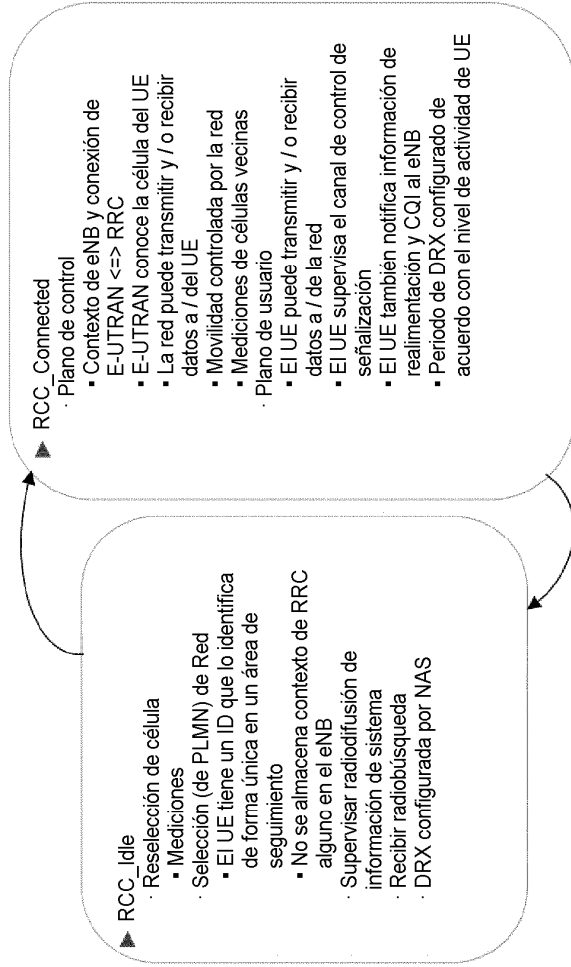 ▶ RCC_Idle
· Reselección de célula
▪ Mediciones
· Selección (de PLMN) de Red
▪ El UE tiene un ID que lo identifica
de forma única en un área de
seguimiento
▪ No se almacena contexto de RRC
alguno en el eNB
· Supervisar radiodifusión de
información de sistema
· Recibir radiobúsqueda
· DRX configurada por NAS
▶ RCC_Connected
· Plano de control
▪ Contexto de eNB y conexión de
E-UTRAN <=> RRC
▪ E-UTRAN conoce la célula del UE
▪ La red puede transmitir y / o recibir
datos a / del UE
▪ Movilidad controlada por la red
▪ Mediciones de células vecinas
· Plano de usuario
▪ El UE puede transmitir y / o recibir
datos a / de la red
▪ El UE supervisa el canal de control de
señalización
▪ El UE también notifica información de
realimentación y CQI al eNB
▪ Periodo de DRX configurado de
acuerdo con el nivel de actividad de UE